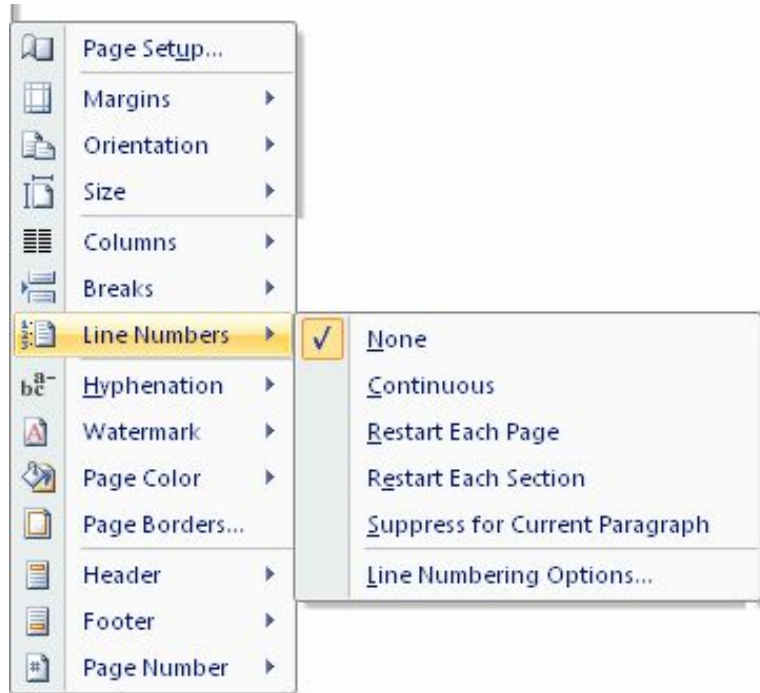 Page Setup...
Margins
Orientation
Size
Columns
Breaks
Line Numbers
Hyphenation
Watermark
Page Color
Page Borders...
Header
Footer
Page Number
None
Continuous
Restart Each Page
Restart Each Section
Suppress for Current Paragraph
Line Numbering Options...